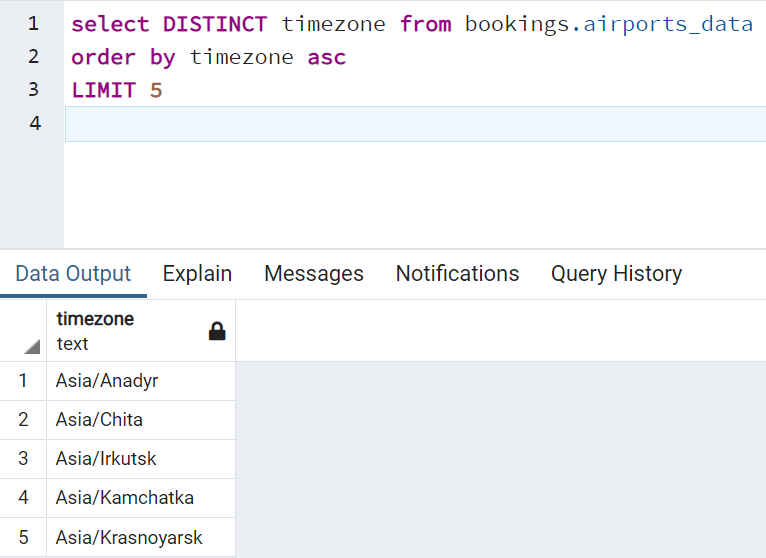 1 select DISTINCT timezone from bookings.airports_data
2 order by timezone asc
3 LIMIT 5
4
Data Output Explain Messages Notifications Query History
timezone
text
1 Asia/Anadyr
2 Asia/Chita
3 Asia/Irkutsk
4 Asia/Kamchatka
5 Asia/Krasnoyarsk